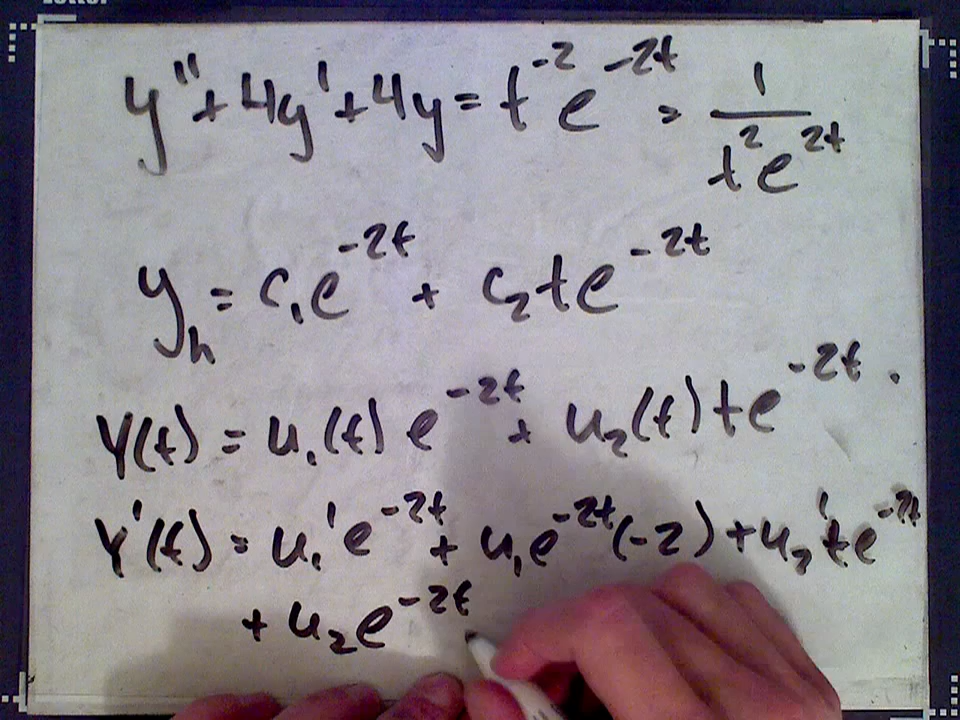 y'' + 4y' + 4y = t^{-2} e^{-2t} = \frac{1}{t^2 e^{2t}}
y_h = c_1 e^{-2t} + c_2 t e^{-2t}
Y(t) = u_1(t) e^{-2t} + u_2(t) t e^{-2t}.
Y'(t) = u_1' e^{-2t} + u_1 e^{-2t}(-2) + u_2' t e^{-2t}
+ u_2 e^{-2t}